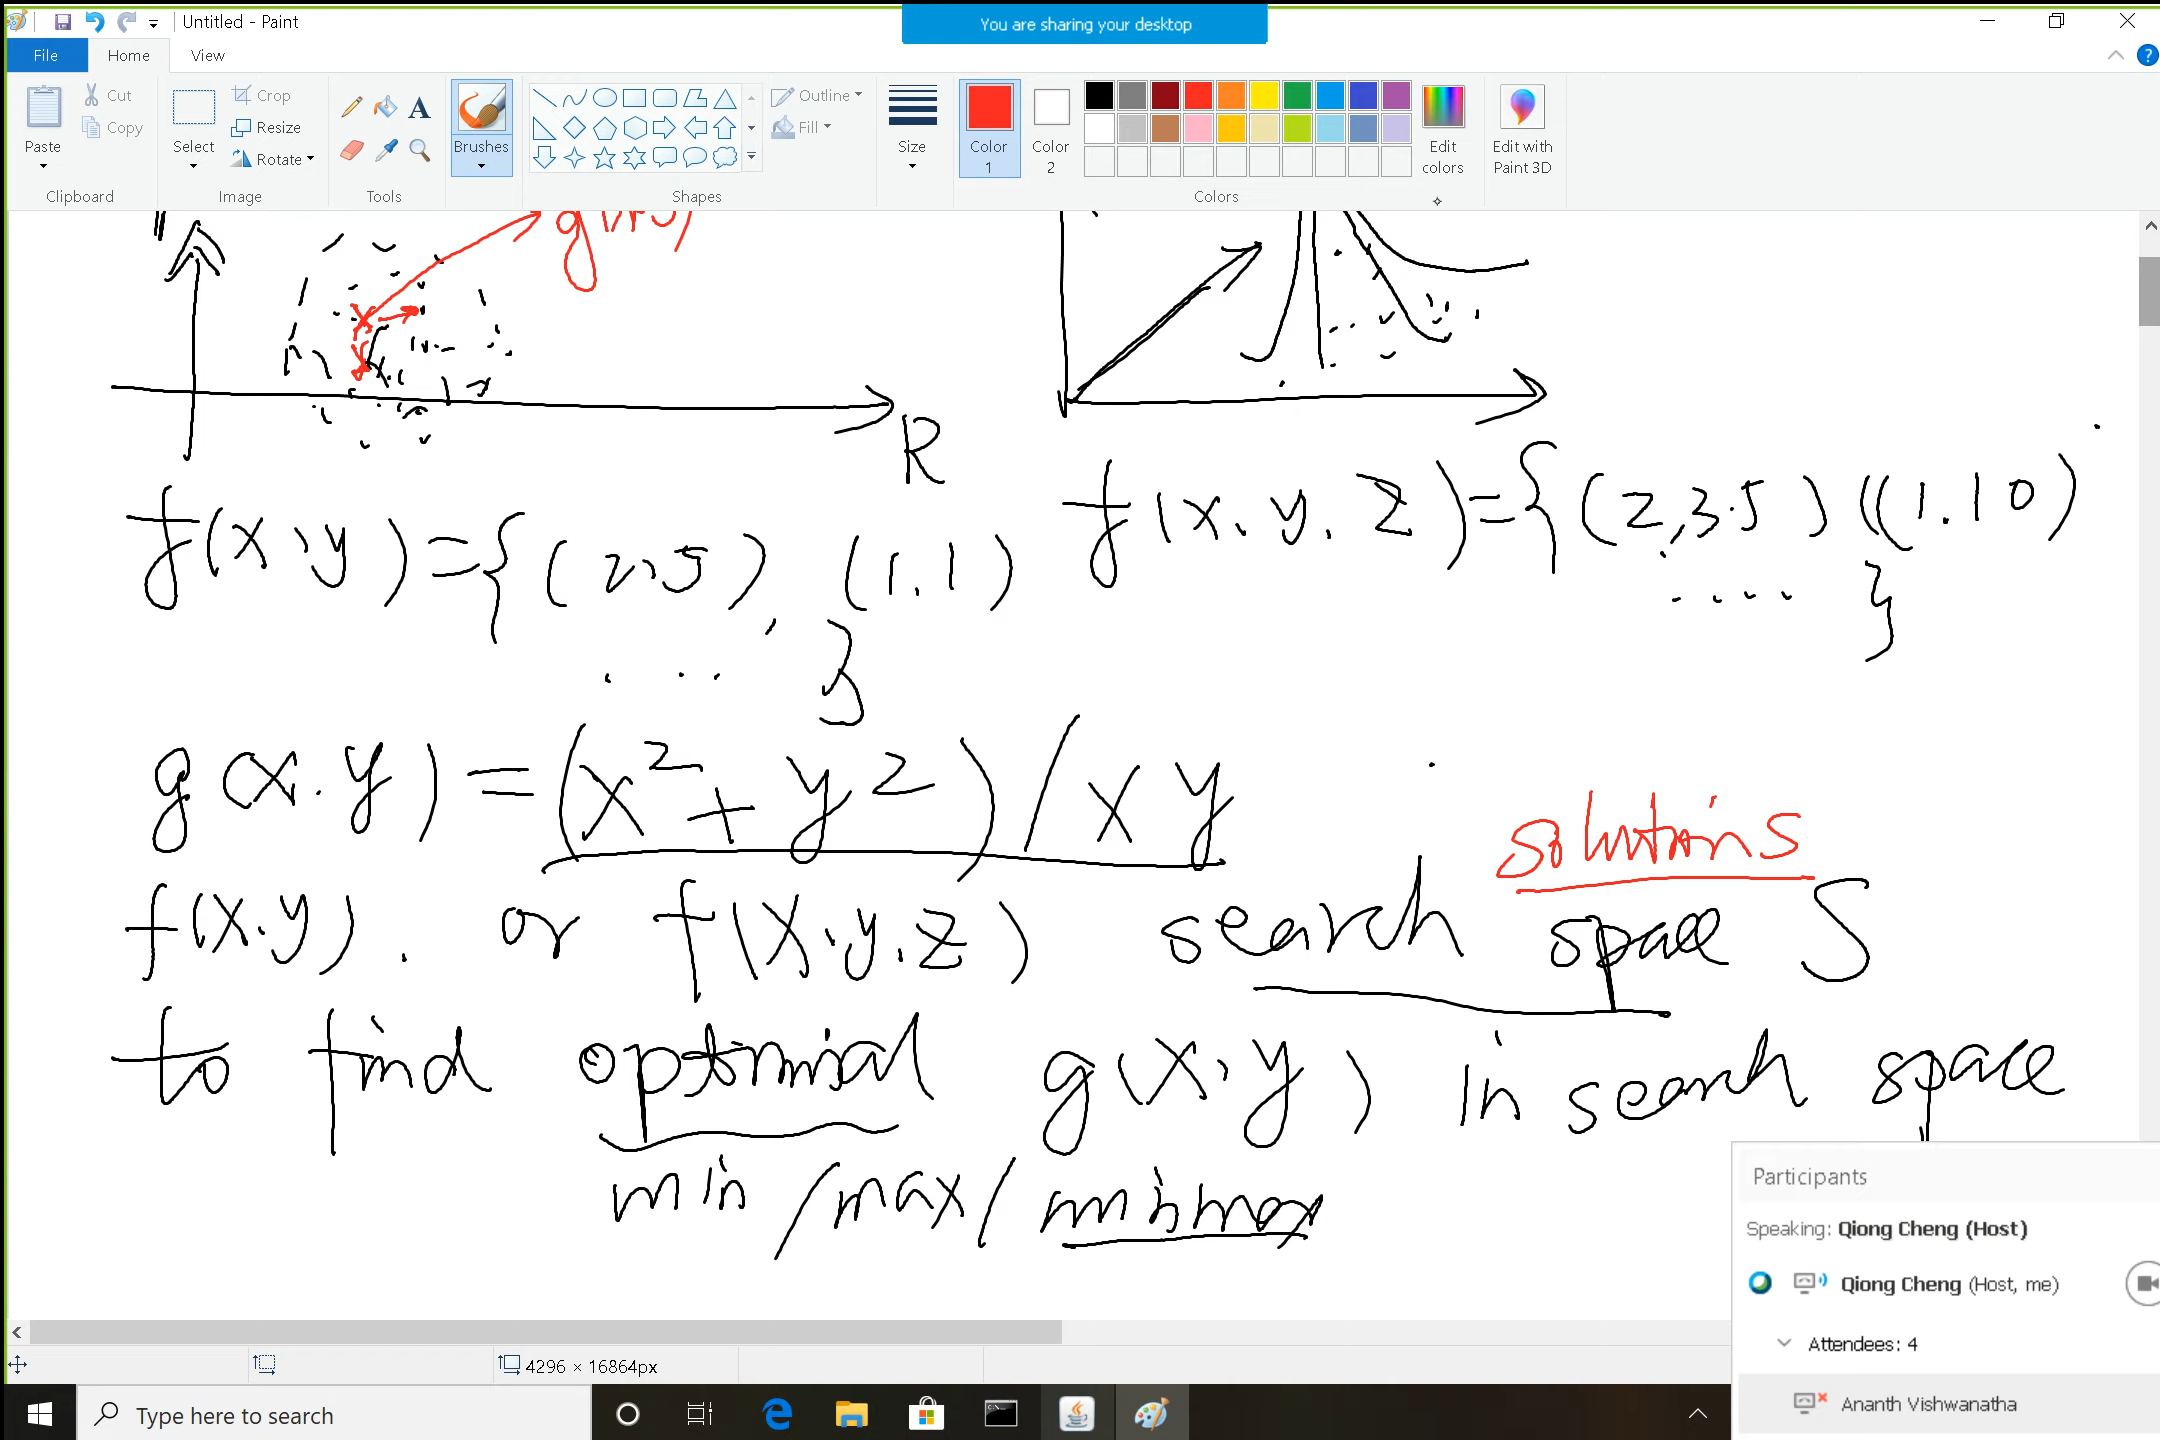 Untitled - Paint
You are sharing your desktop
File Home View
Cut
Copy
Paste
Clipboard
Crop
Resize
Rotate
Select
Image
A
Tools
Brushes
Outline
Fill
Shapes
Size
Color 1
Color 2
Edit colors
Colors
Edit with Paint 3D
R
f(x.y) = { (2.5), (1.1)
... }
f(x.y.z) = { (2,3.5) ((1.10)
.... }
g(x.y) = (x²+y²)/xy
solutions
f(x.y). or f(x.y.z) search space S
to find optimial g(x.y) in search space
min/max/minmax
Participants
Speaking: Qiong Cheng (Host)
Qiong Cheng (Host, me)
Attendees: 4
Ananth Vishwanatha
4296 × 16864px
Type here to search